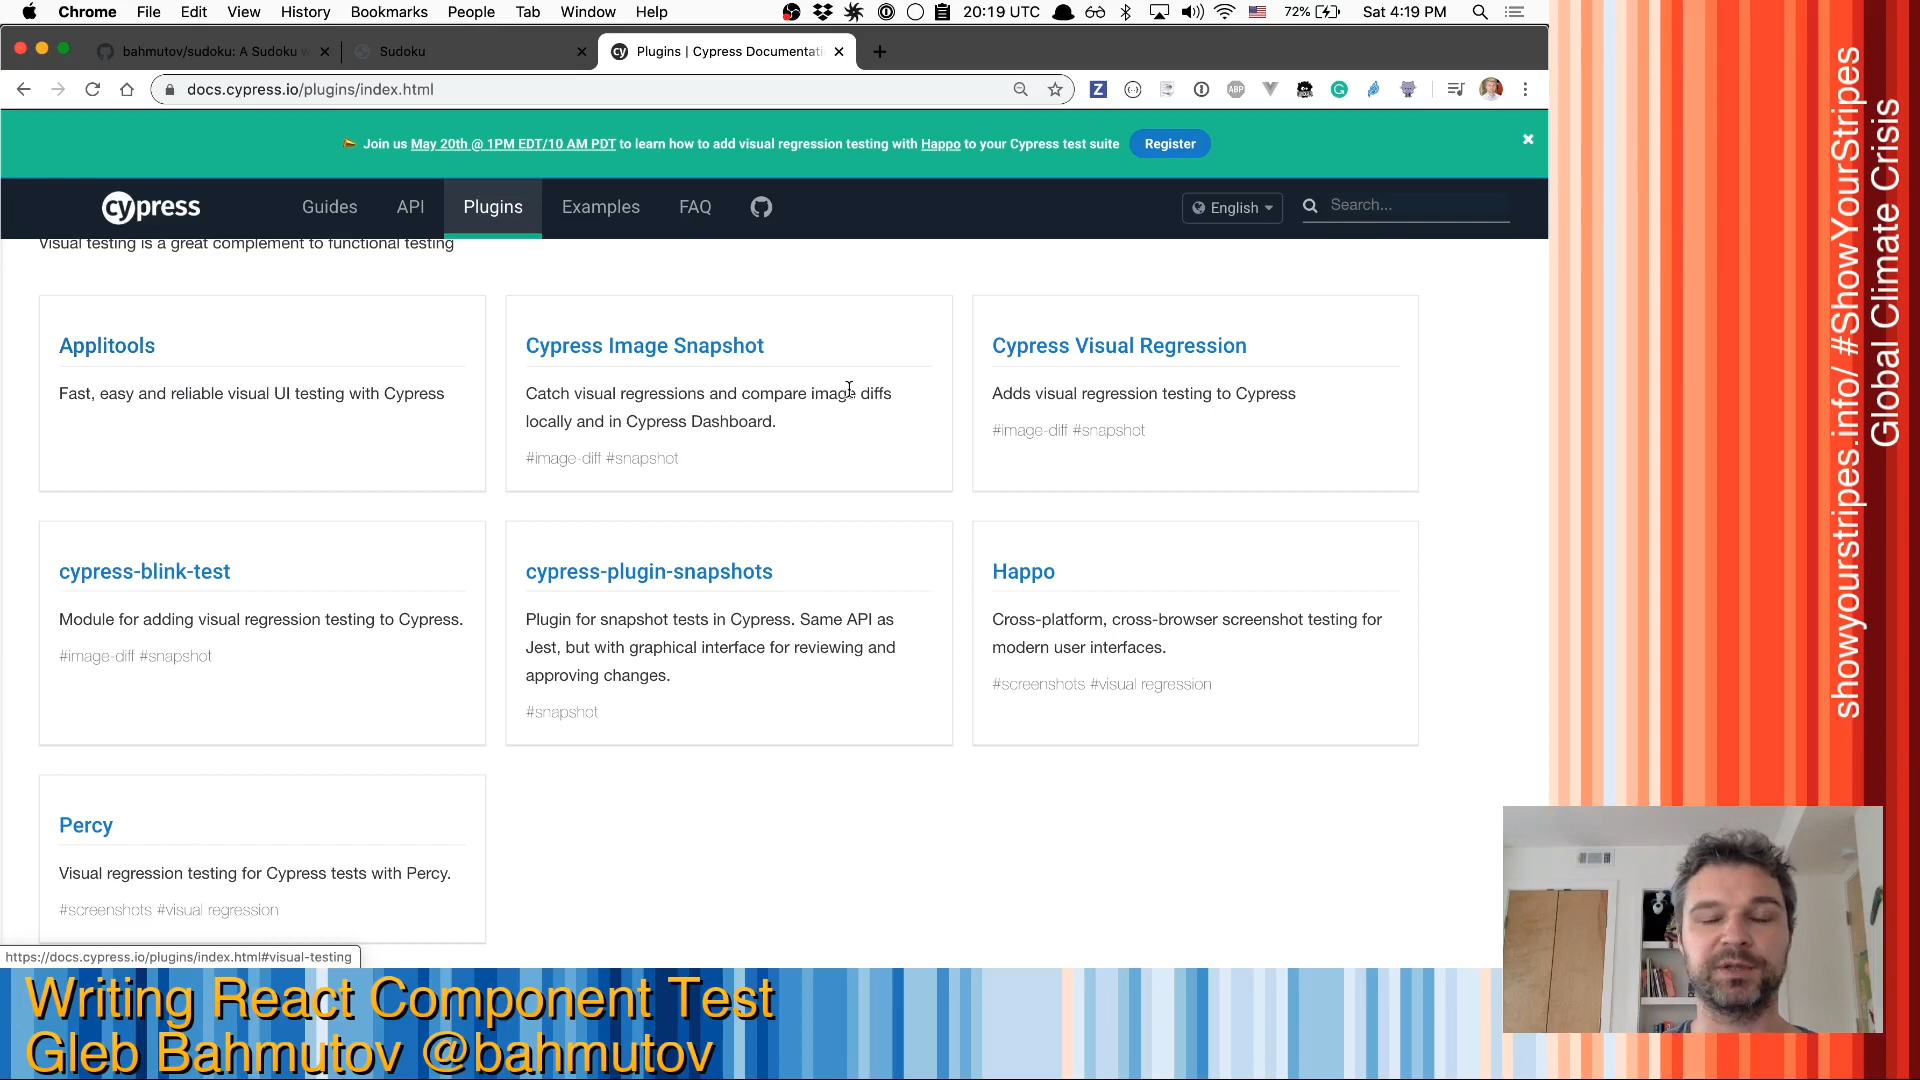 Chrome File Edit View History Bookmarks People Tab Window Help 20:19 UTC 72% Sat 4:19 PM
bahmutov/sudoku: A Sudoku w Sudoku Plugins | Cypress Documentati
docs.cypress.io/plugins/index.html
Join us May 20th @ 1PM EDT/10 AM PDT to learn how to add visual regression testing with Happo to your Cypress test suite Register
cypress Guides API Plugins Examples FAQ English Search...
Visual testing is a great complement to functional testing
Applitools
Fast, easy and reliable visual UI testing with Cypress
Cypress Image Snapshot
Catch visual regressions and compare image diffs
locally and in Cypress Dashboard.
#image-diff #snapshot
Cypress Visual Regression
Adds visual regression testing to Cypress
#image-diff #snapshot
cypress-blink-test
Module for adding visual regression testing to Cypress.
#image-diff #snapshot
cypress-plugin-snapshots
Plugin for snapshot tests in Cypress. Same API as
Jest, but with graphical interface for reviewing and
approving changes.
#snapshot
Happo
Cross-platform, cross-browser screenshot testing for
modern user interfaces.
#screenshots #visual regression
Percy
Visual regression testing for Cypress tests with Percy.
#screenshots #visual regression
https://docs.cypress.io/plugins/index.html#visual-testing
Writing React Component Test
Gleb Bahmutov @bahmutov
showyourstripes.info/ #ShowYourStripes
Global Climate Crisis